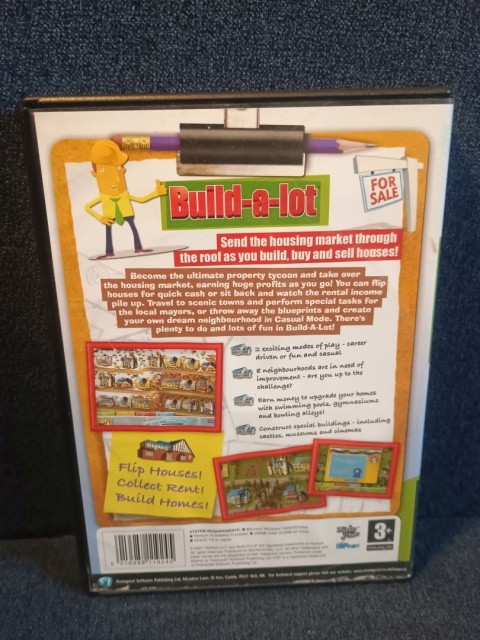 Build-a-lot
FOR
SALE
Send the housing market through
the roof as you build, buy and sell houses!
Become the ultimate property tycoon and take over
the housing market, earning huge profits as you go! You can flip
houses for quick cash or sit back and watch the rental income
pile up. Travel to scenic towns and perform special tasks for
the local mayors, or throw away the blueprints and create
your own dream neighbourhood in Casual Mode. There's
plenty to do and lots of fun in Build-A-Lot!
2 exciting modes of play - career
driven or fun and casual
8 neighbourhoods are in need of
improvement - are you up to the
challenge?
Earn money to upgrade your homes
with swimming pools, gymnasiums
and bowling alleys!
Construct special buildings - including
castles, museums and cinemas
Flip Houses!
Collect Rent!
Build Homes!
SYSTEM REQUIREMENTS:
3+